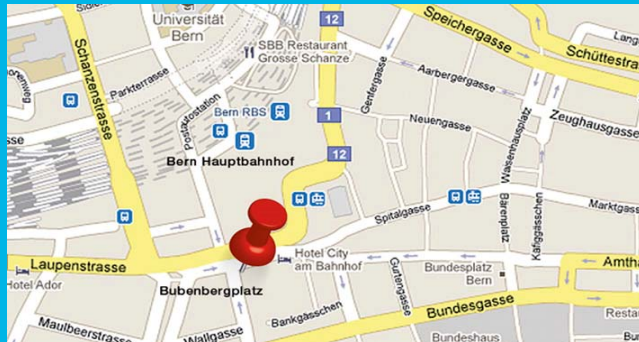 Universität
Bern
12
Speichergasse
SBB Restaurant
Grosse Schanze
Schanzenstrasse
Parkterrasse
Genfergasse
Aarbergergasse
Zeughausgasse
Postautostation
Bern RBS
1
Neuengasse
Waisenhausplatz
Bern Hauptbahnhof
12
Spitalgasse
Bärenplatz
Käfiggässchen
Marktgass
Laupenstrasse
Hotel City
am Bahnhof
Hotel Ador
Bubenbergplatz
Gurtengasse
Bundesplatz
Bern
Amtha
Maulbeerstrasse
Wallgasse
Bankgässchen
Bundesgasse
Bundeshaus